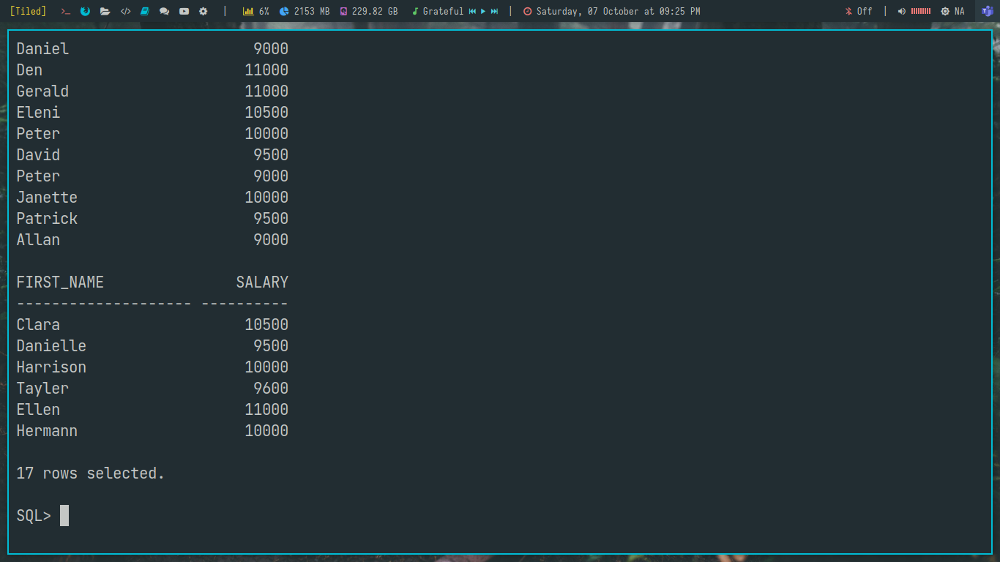 [Tiled] 6% 2153 MB 229.82 GB Grateful Saturday, 07 October at 09:25 PM Off NA
Daniel 9000
Den 11000
Gerald 11000
Eleni 10500
Peter 10000
David 9500
Peter 9000
Janette 10000
Patrick 9500
Allan 9000
FIRST_NAME SALARY
-------------------- ----------
Clara 10500
Danielle 9500
Harrison 10000
Tayler 9600
Ellen 11000
Hermann 10000
17 rows selected.
SQL>